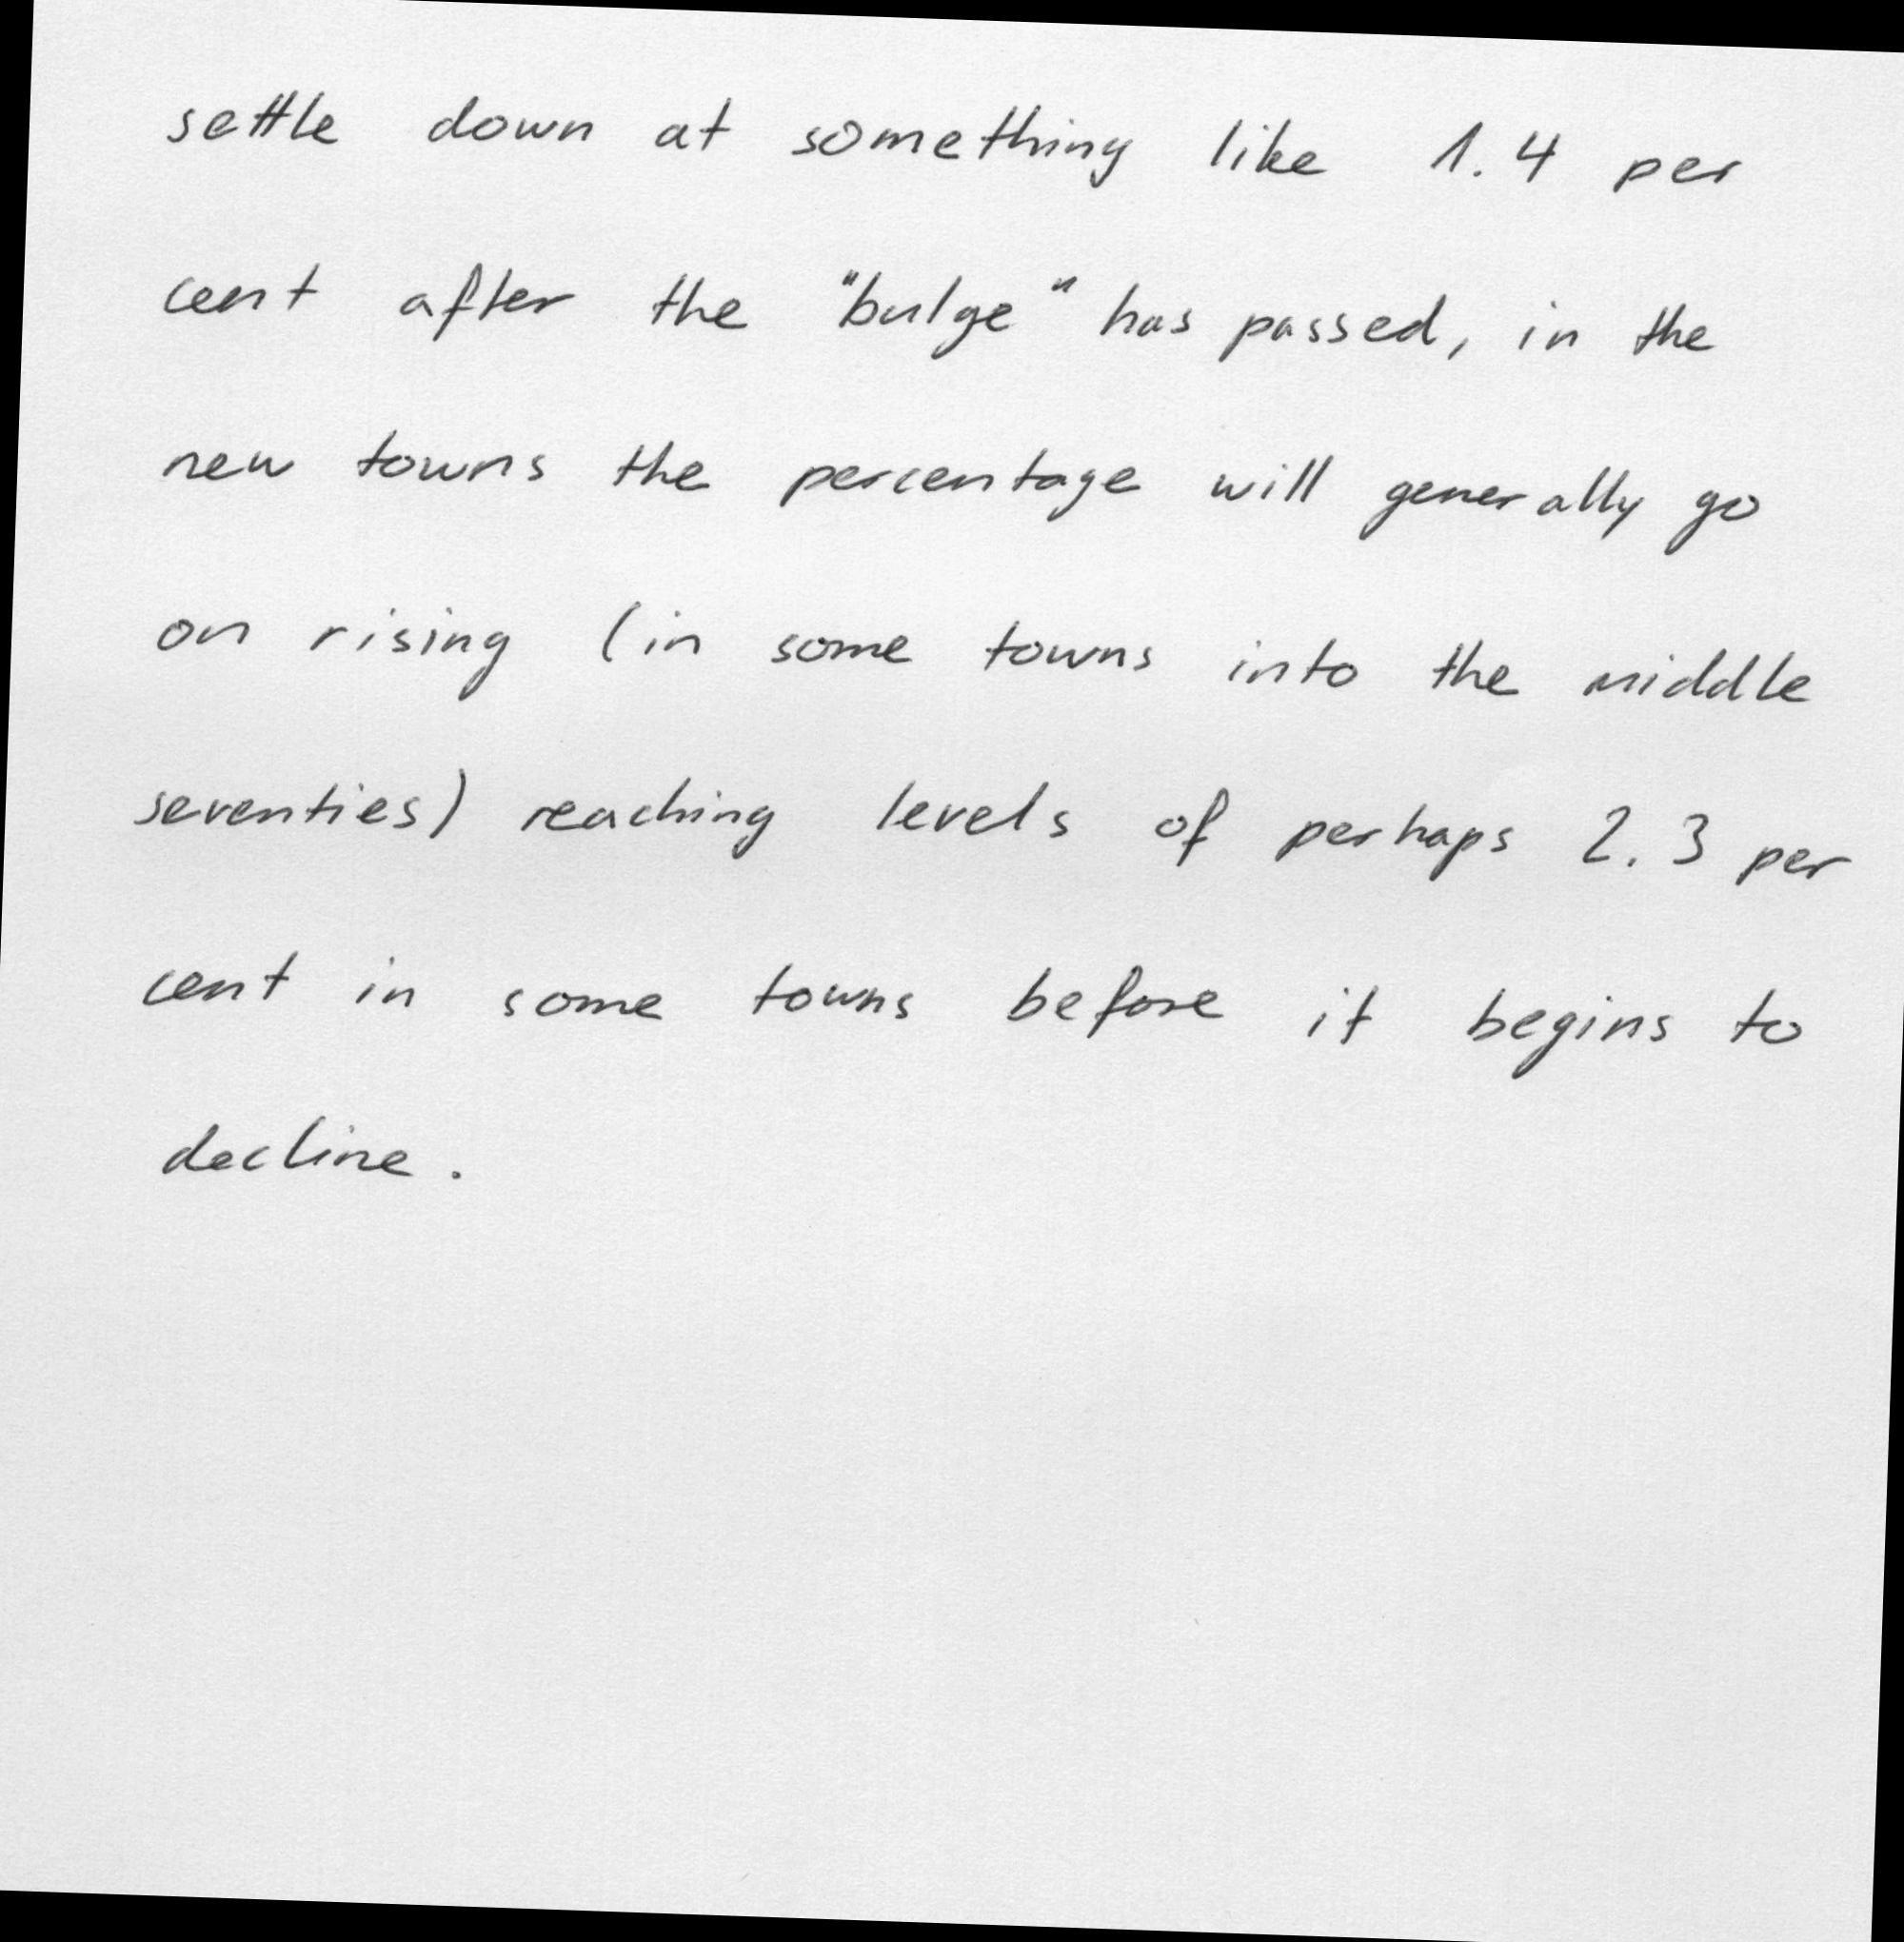 settle down at something like 1.4 per
cent after the "bulge" has passed, in the
new towns the percentage will generally go
on rising (in some towns into the middle
seventies) reaching levels of perhaps 2.3 per
cent in some towns before it begins to
decline.